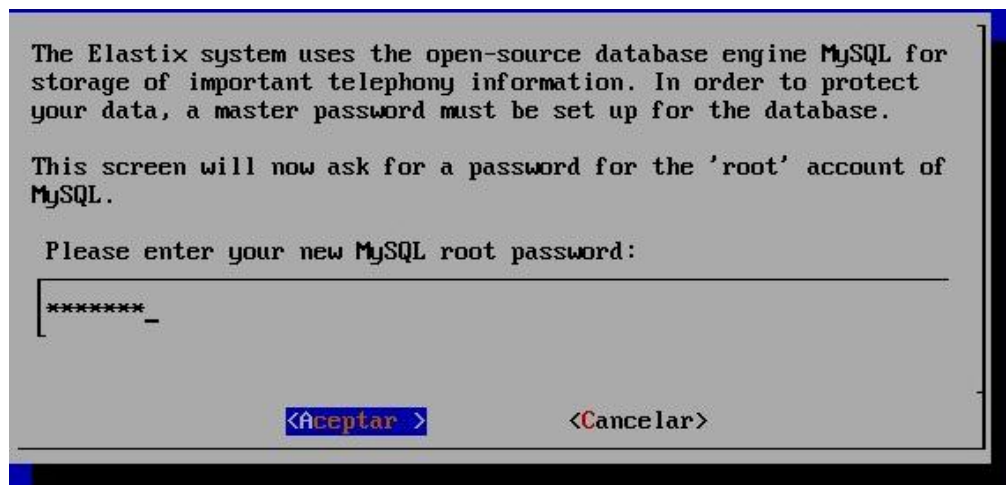 The Elastix system uses the open-source database engine MySQL for
storage of important telephony information. In order to protect
your data, a master password must be set up for the database.
This screen will now ask for a password for the 'root' account of
MySQL.
Please enter your new MySQL root password:
*******_
<Aceptar > <Cancelar>